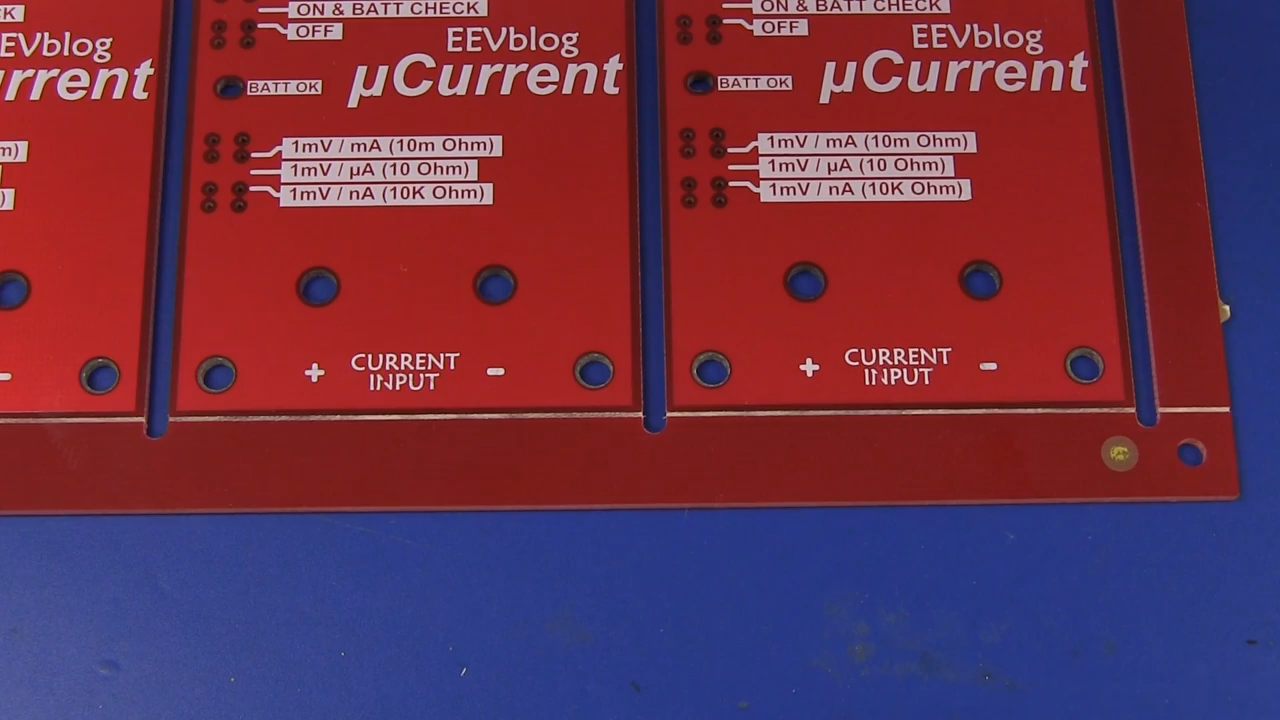 CK
EEVblog
urrent
m)
)
-
ON & BATT CHECK
OFF
EEVblog
µCurrent
BATT OK
1mV / mA (10m Ohm)
1mV / µA (10 Ohm)
1mV / nA (10K Ohm)
+ CURRENT -
INPUT
ON & BATT CHECK
OFF
EEVblog
µCurrent
BATT OK
1mV / mA (10m Ohm)
1mV / µA (10 Ohm)
1mV / nA (10K Ohm)
+ CURRENT -
INPUT